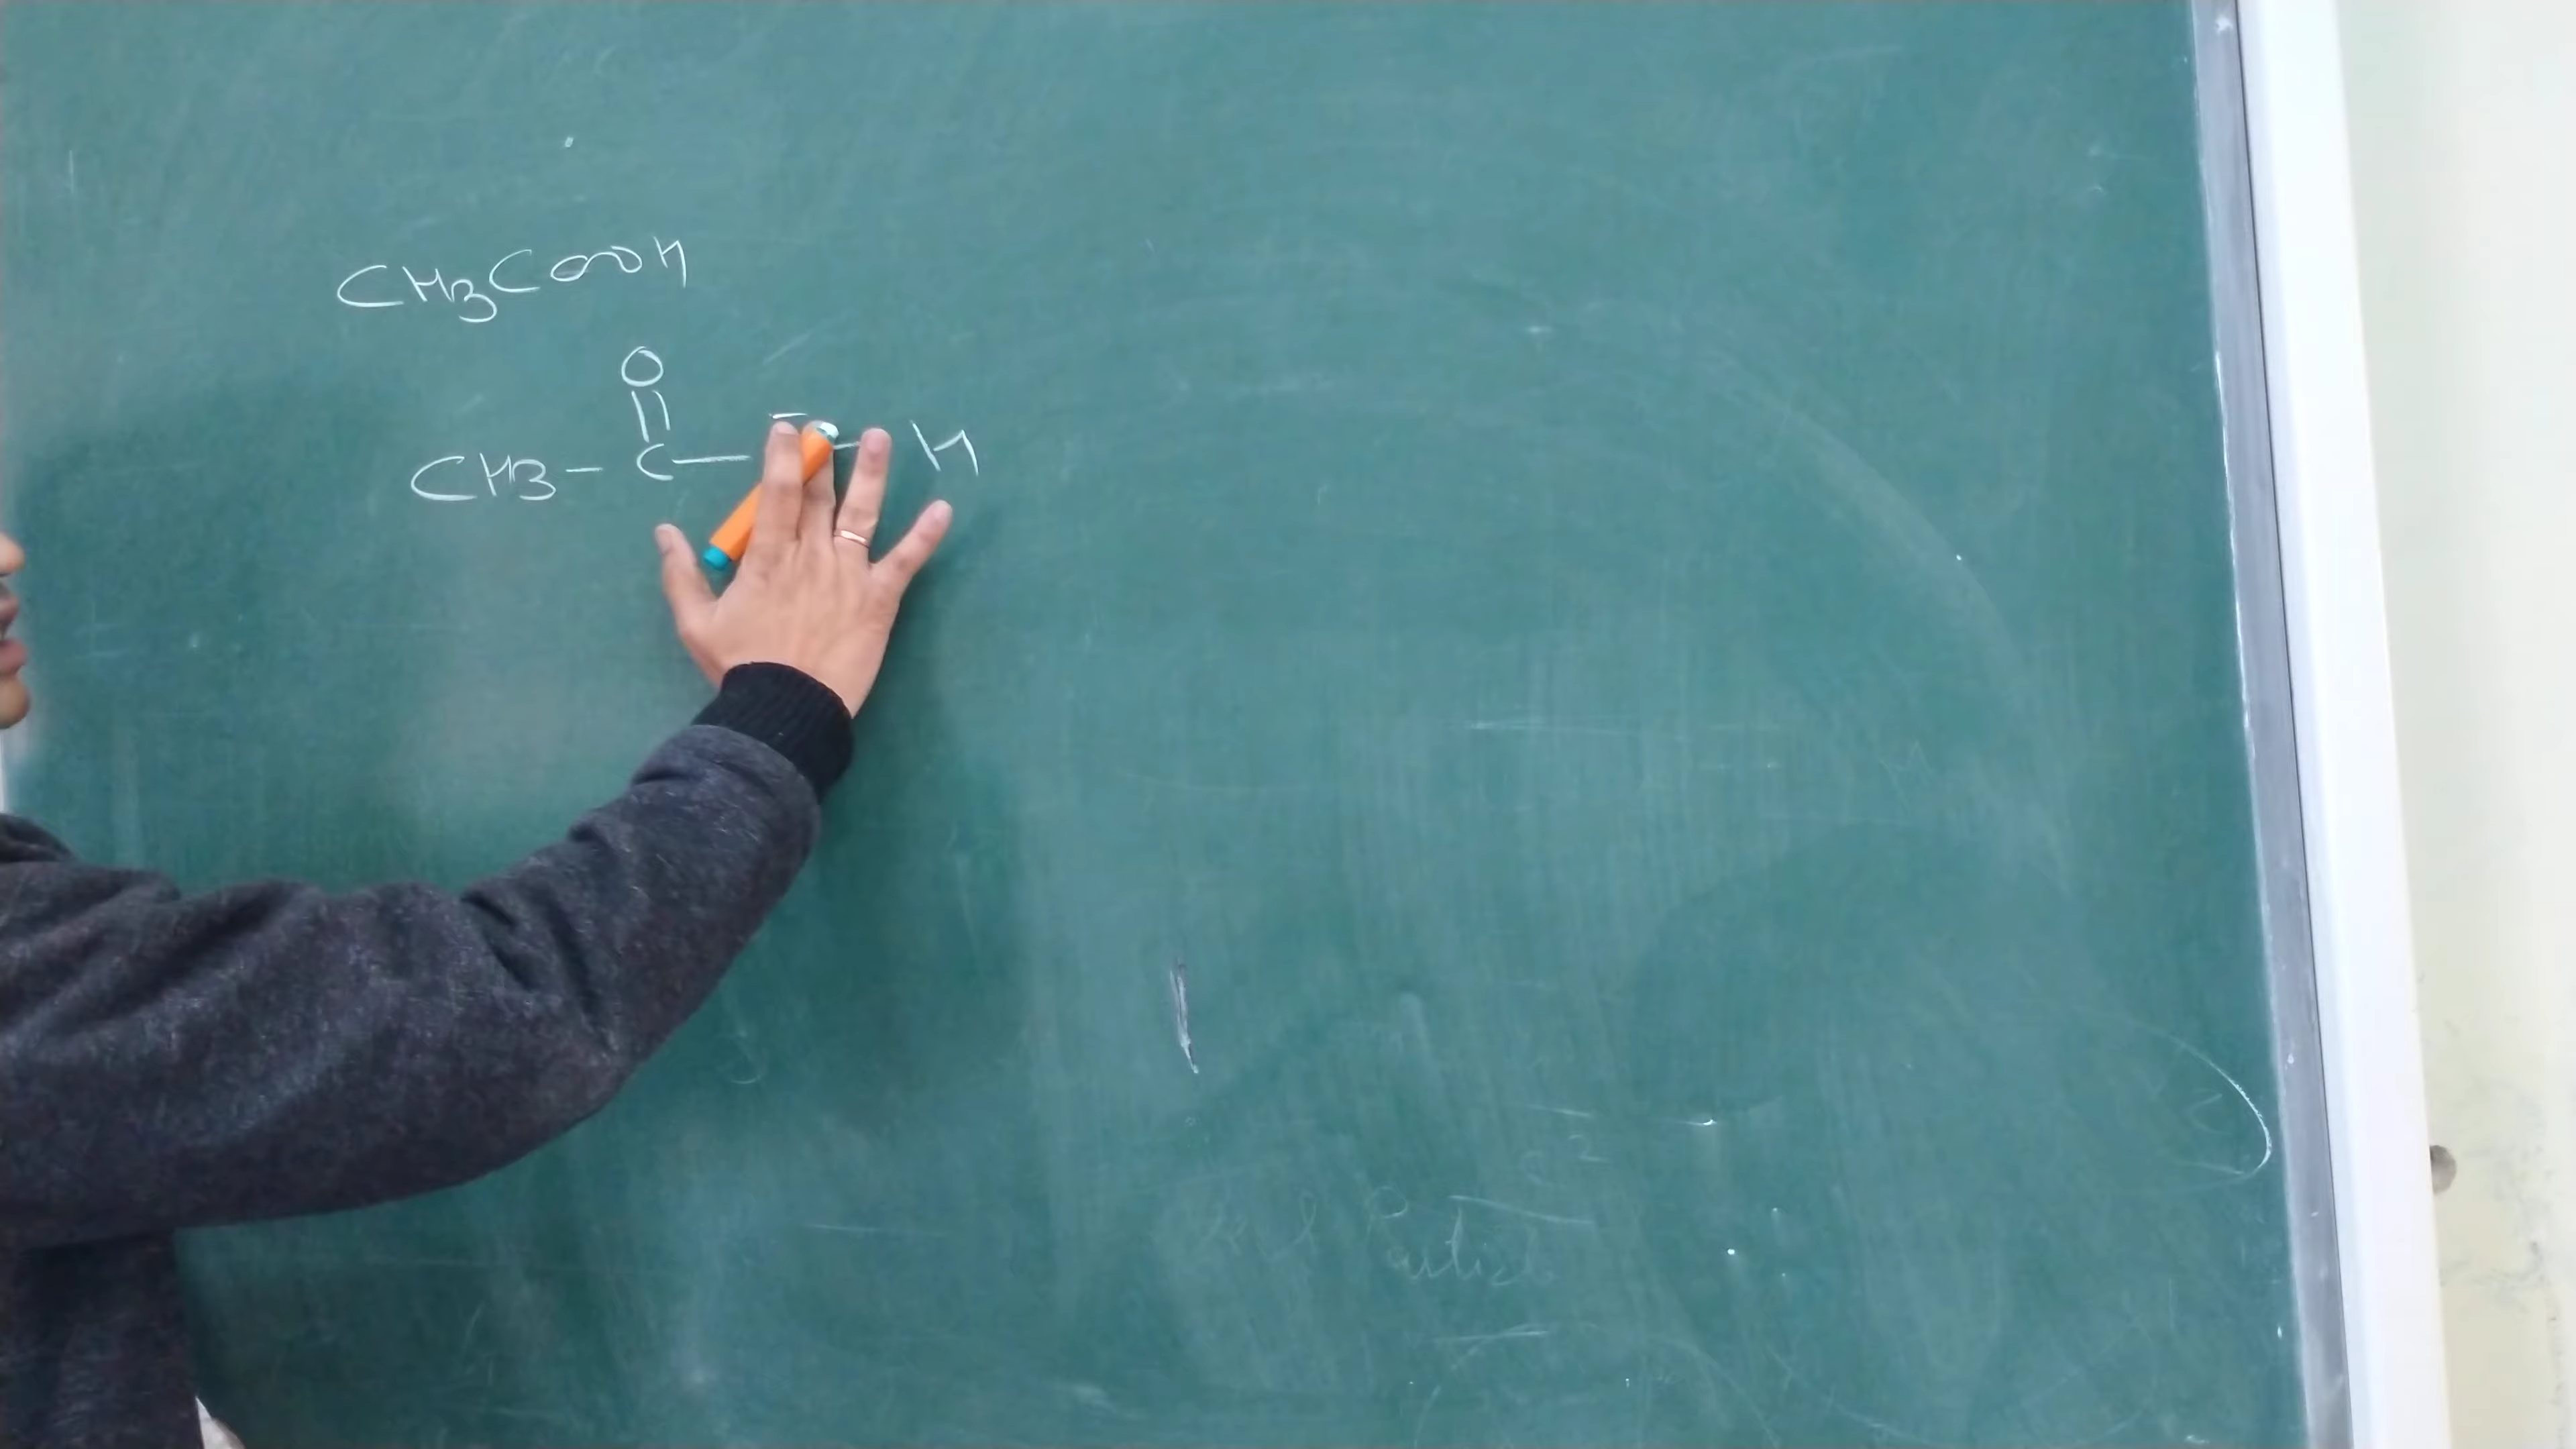 CH3COOH
O
||
CH3 - C — - H